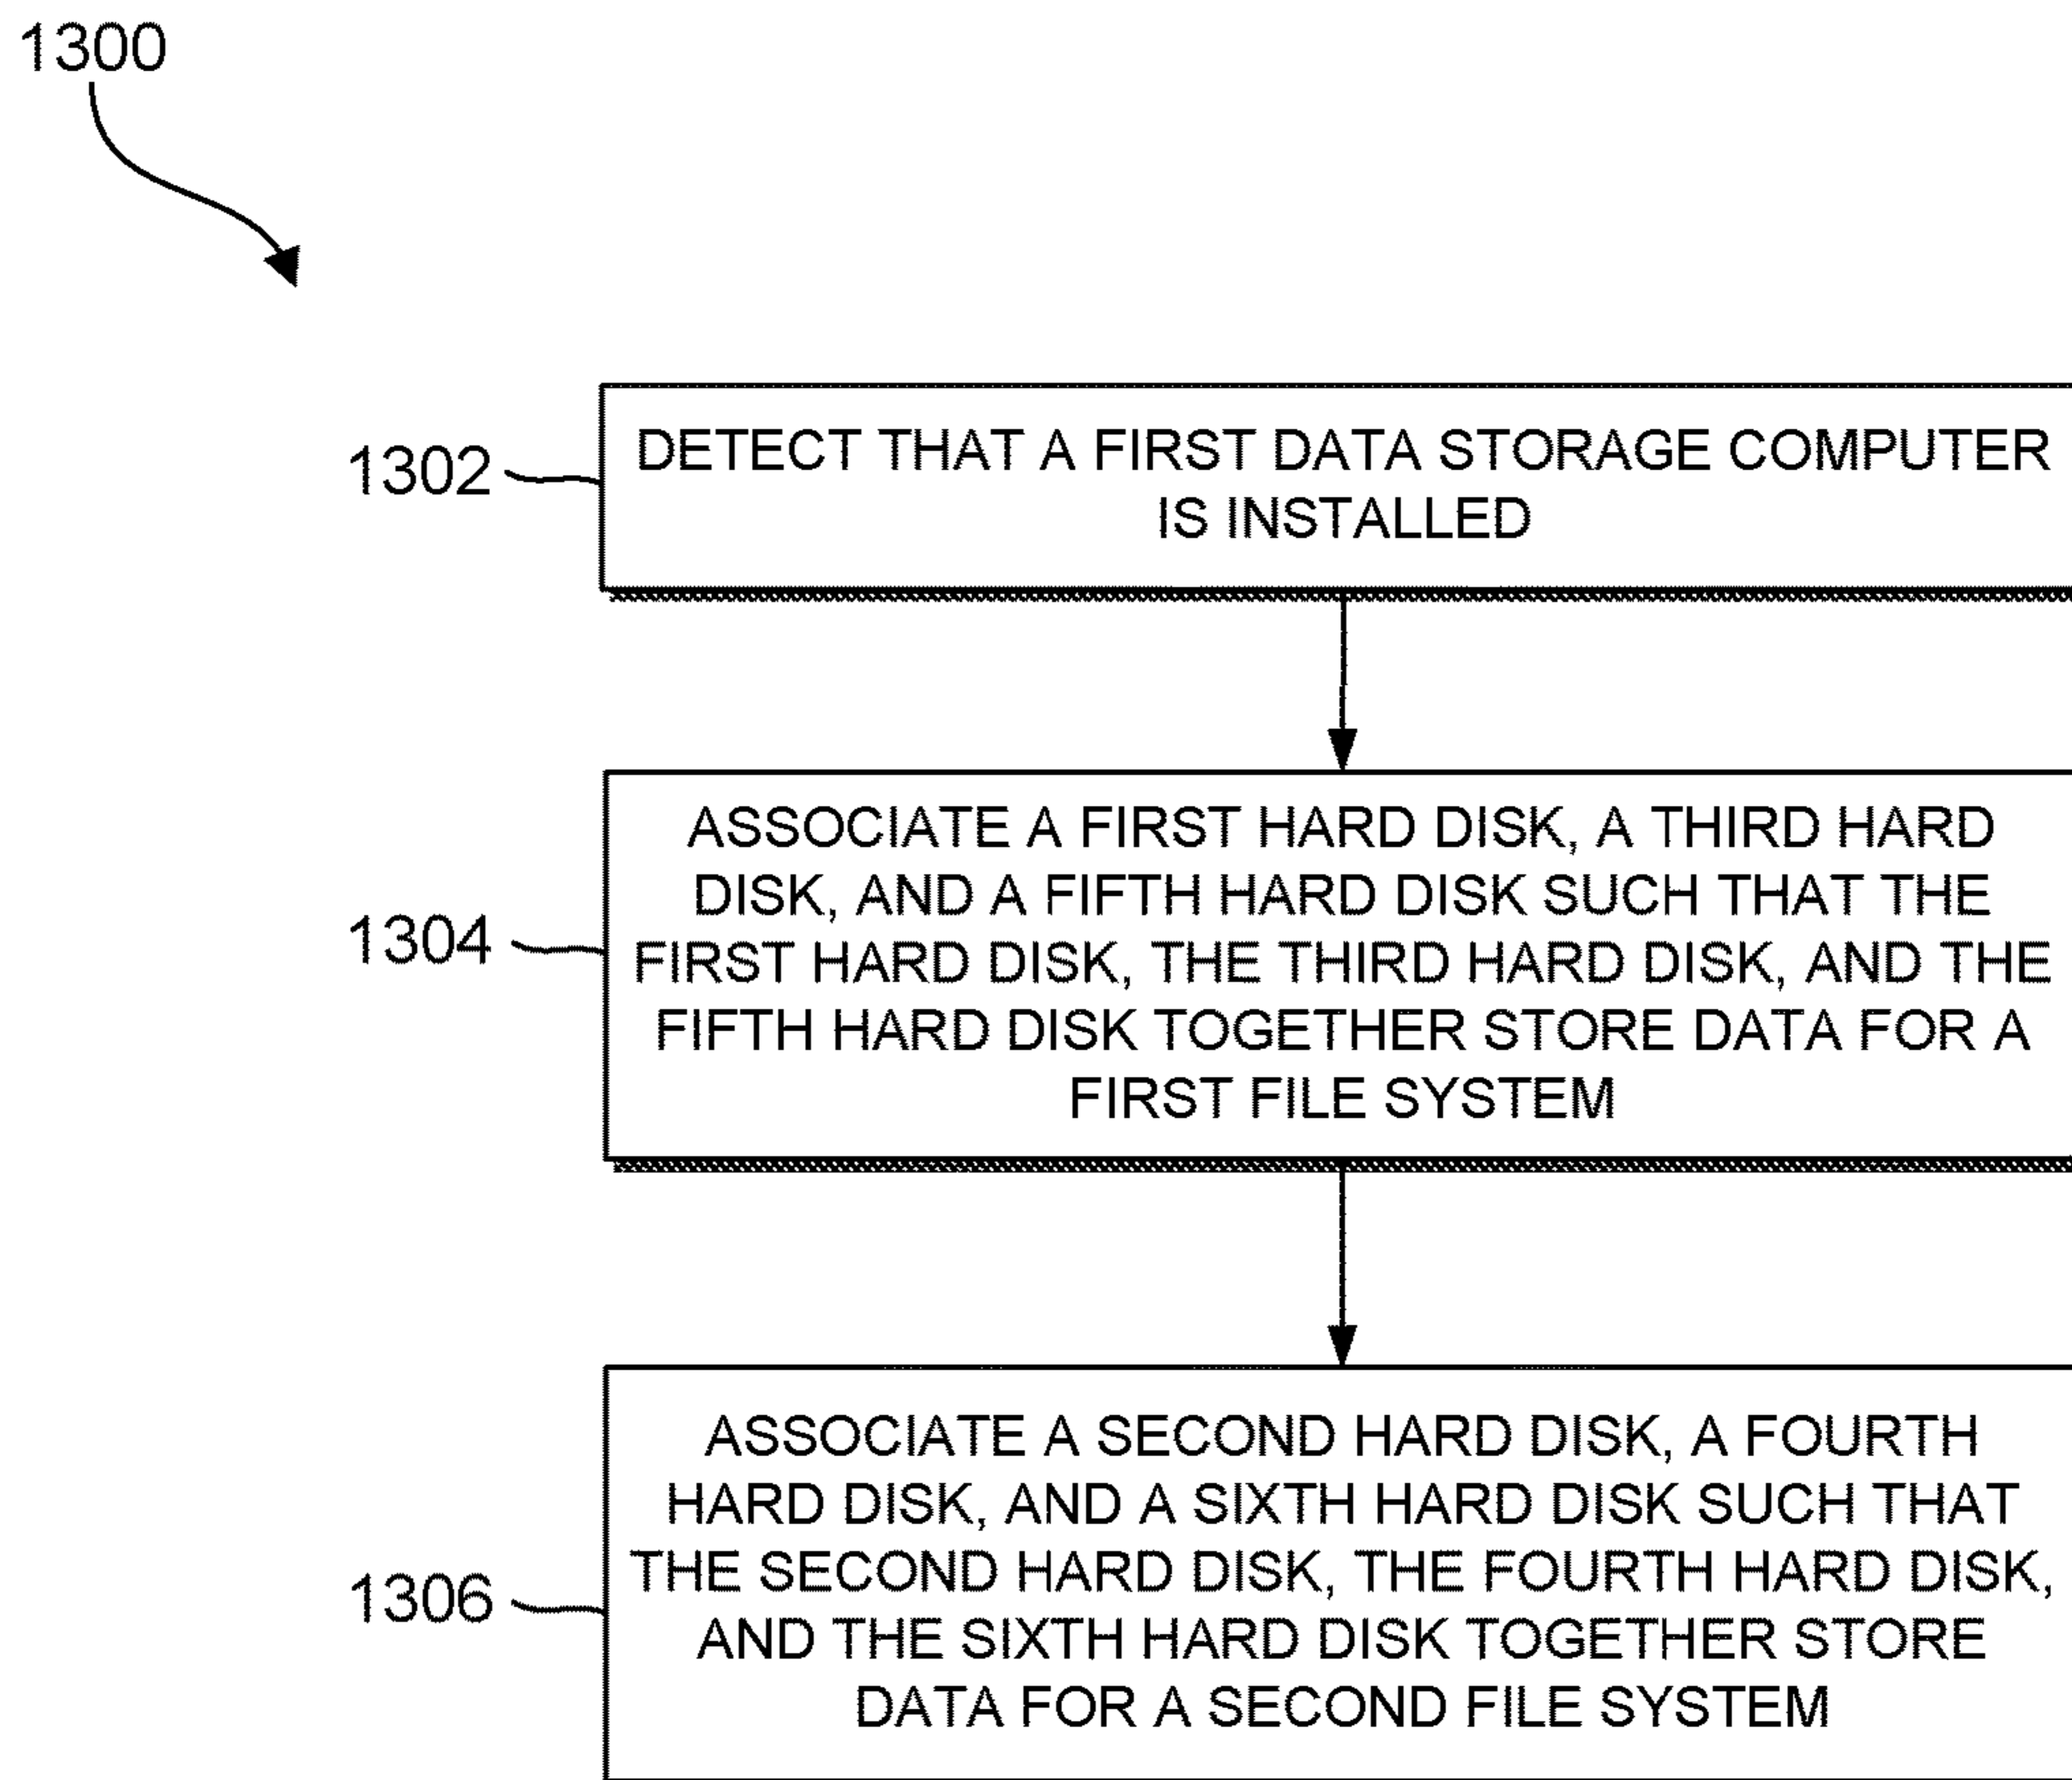 1300
1302
DETECT THAT A FIRST DATA STORAGE COMPUTER
IS INSTALLED
1304
ASSOCIATE A FIRST HARD DISK, A THIRD HARD
DISK, AND A FIFTH HARD DISK SUCH THAT THE
FIRST HARD DISK, THE THIRD HARD DISK, AND THE
FIFTH HARD DISK TOGETHER STORE DATA FOR A
FIRST FILE SYSTEM
1306
ASSOCIATE A SECOND HARD DISK, A FOURTH
HARD DISK, AND A SIXTH HARD DISK SUCH THAT
THE SECOND HARD DISK, THE FOURTH HARD DISK,
AND THE SIXTH HARD DISK TOGETHER STORE
DATA FOR A SECOND FILE SYSTEM